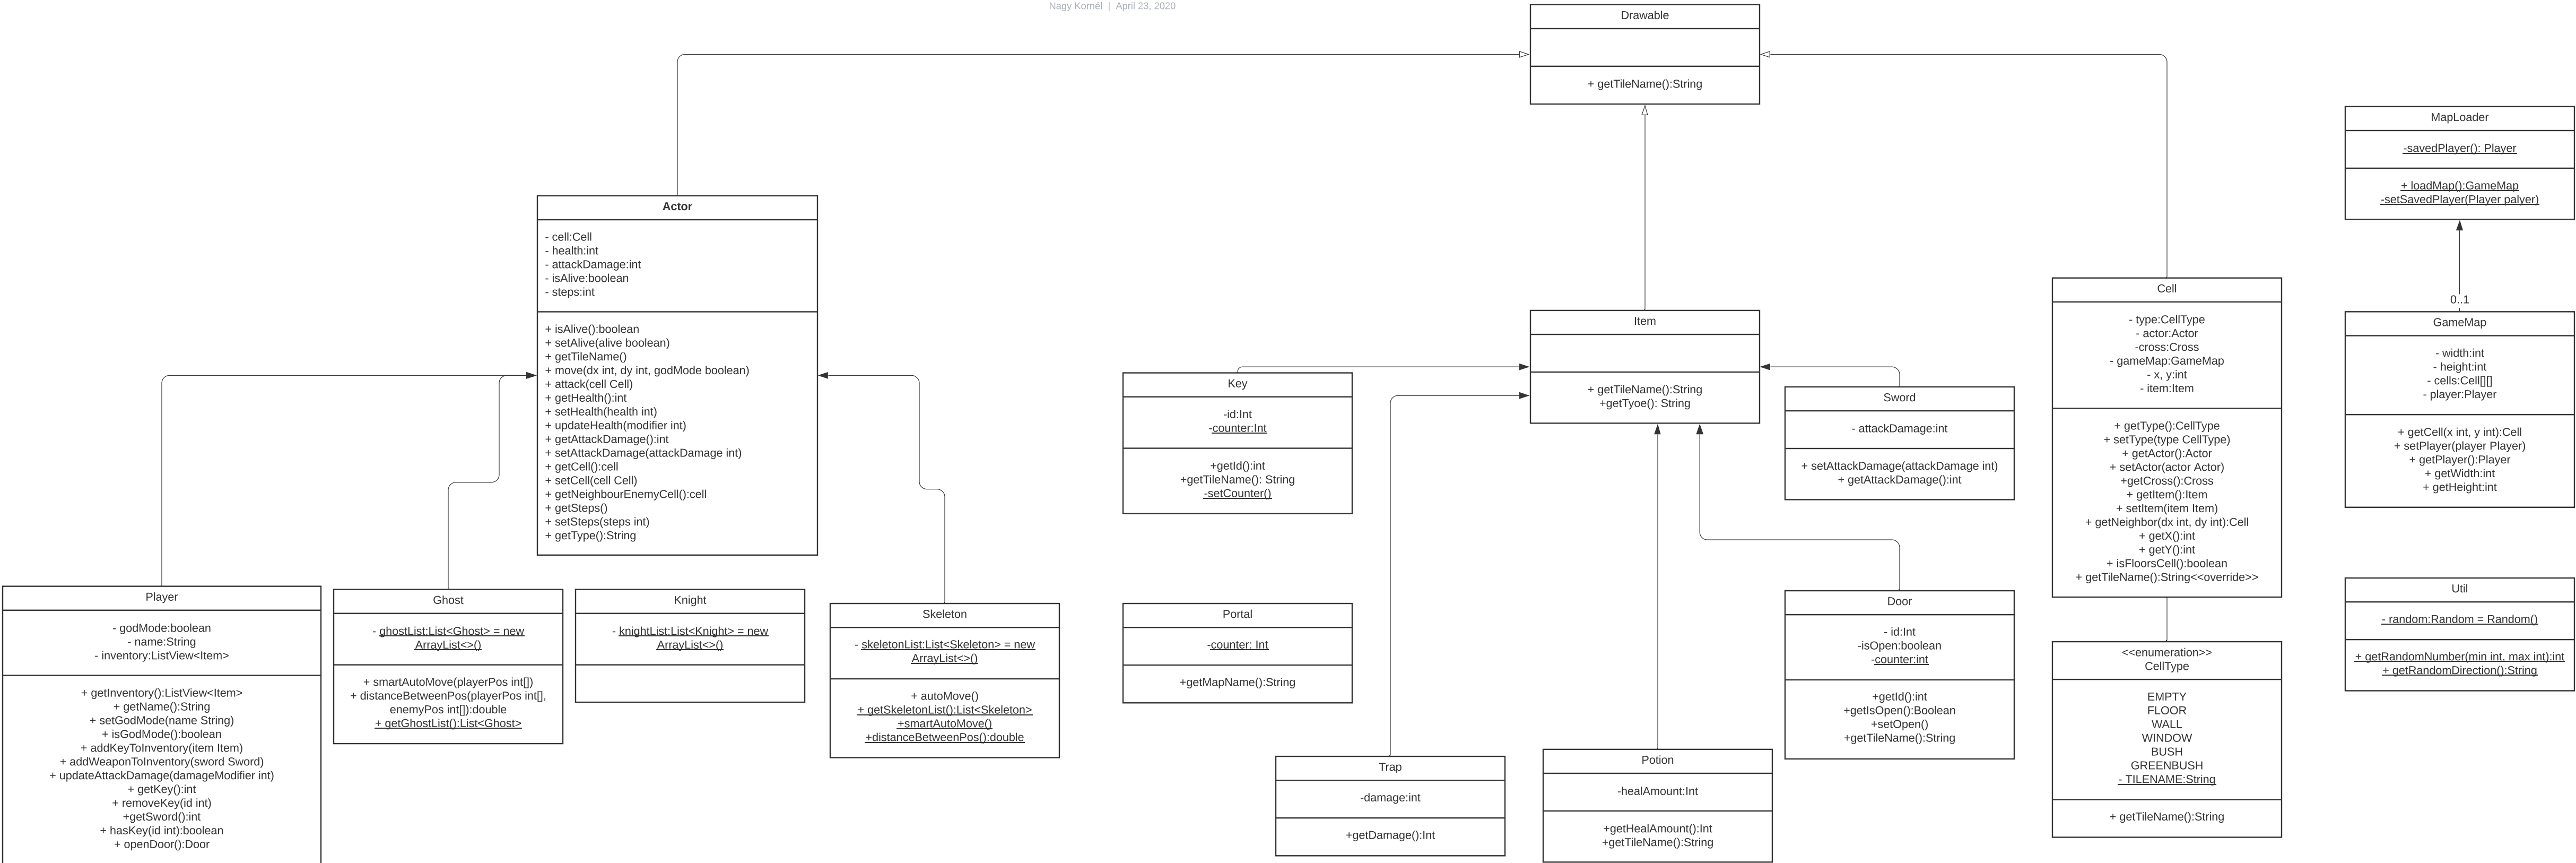 Nagy Kornél | April 23, 2020
Drawable
+ getTileName():String
MapLoader
-savedPlayer(): Player
+ loadMap():GameMap
-setSavedPlayer(Player palyer)
0..1
Actor
- cell:Cell
- health:int
- attackDamage:int
- isAlive:boolean
- steps:int
+ isAlive():boolean
+ setAlive(alive boolean)
+ getTileName()
+ move(dx int, dy int, godMode boolean)
+ attack(cell Cell)
+ getHealth():int
+ setHealth(health int)
+ updateHealth(modifier int)
+ getAttackDamage():int
+ setAttackDamage(attackDamage int)
+ getCell():cell
+ setCell(cell Cell)
+ getNeighbourEnemyCell:cell
+ getSteps()
+ setSteps(steps int)
+ getType():String
Item
+ getTileName():String
+getTyoe(): String
Cell
- type:CellType
- actor:Actor
-cross:Cross
- gameMap:GameMap
- x, y:int
- item:Item
+ getType():CellType
+ setType(type CellType)
+ getActor():Actor
+ setActor(actor Actor)
+getCross():Cross
+ getItem():Item
+ setItem(item Item)
+ getNeighbor(dx int, dy int):Cell
+ getX():int
+ getY():int
+ isFloorsCell():boolean
+ getTileName():String<<override>>
GameMap
- width:int
- height:int
- cells:Cell[][]
- player:Player
+ getCell(x int, y int):Cell
+ setPlayer(player Player)
+ getPlayer():Player
+ getWidth:int
+ getHeight:int
Key
-id:Int
-counter:Int
+getId():int
+getTileName(): String
-setCounter()
Sword
- attackDamage:int
+ setAttackDamage(attackDamage int)
+ getAttackDamage():int
Player
- godMode:boolean
- name:String
- inventory:ListView<Item>
+ getInventory():ListView<Item>
+ getName():String
+ setGodMode(name String)
+ isGodMode():boolean
+ addKeyToInventory(item Item)
+ addWeaponToInventory(sword Sword)
+ updateAttackDamage(damageModifier int)
+ getKey():int
+ removeKey(id int)
+getSword():int
+ hasKey(id int):boolean
+ openDoor():Door
Ghost
- ghostList:List<Ghost> = new
ArrayList<>()
+ smartAutoMove(playerPos int[])
+ distanceBetweenPos(playerPos int[],
enemyPos int[]):double
+ getGhostList():List<Ghost>
Knight
- knightList:List<Knight> = new
ArrayList<>()
Skeleton
- skeletonList:List<Skeleton> = new
ArrayList<>()
+ autoMove()
+ getSkeletonList():List<Skeleton>
+smartAutoMove()
+distanceBetweenPos():double
Portal
-counter: Int
+getMapName():String
Door
- id:Int
-isOpen:boolean
-counter:int
+getId():int
+getIsOpen():Boolean
+setOpen()
+getTileName():String
Util
- random:Random = Random()
+ getRandomNumber(min int, max int):int
+ getRandomDirection():String
<<enumeration>>
CellType
EMPTY
FLOOR
WALL
WINDOW
BUSH
GREENBUSH
- TILENAME:String
+ getTileName():String
Trap
-damage:int
+getDamage():Int
Potion
-healAmount:Int
+getHealAmount():Int
+getTileName():String